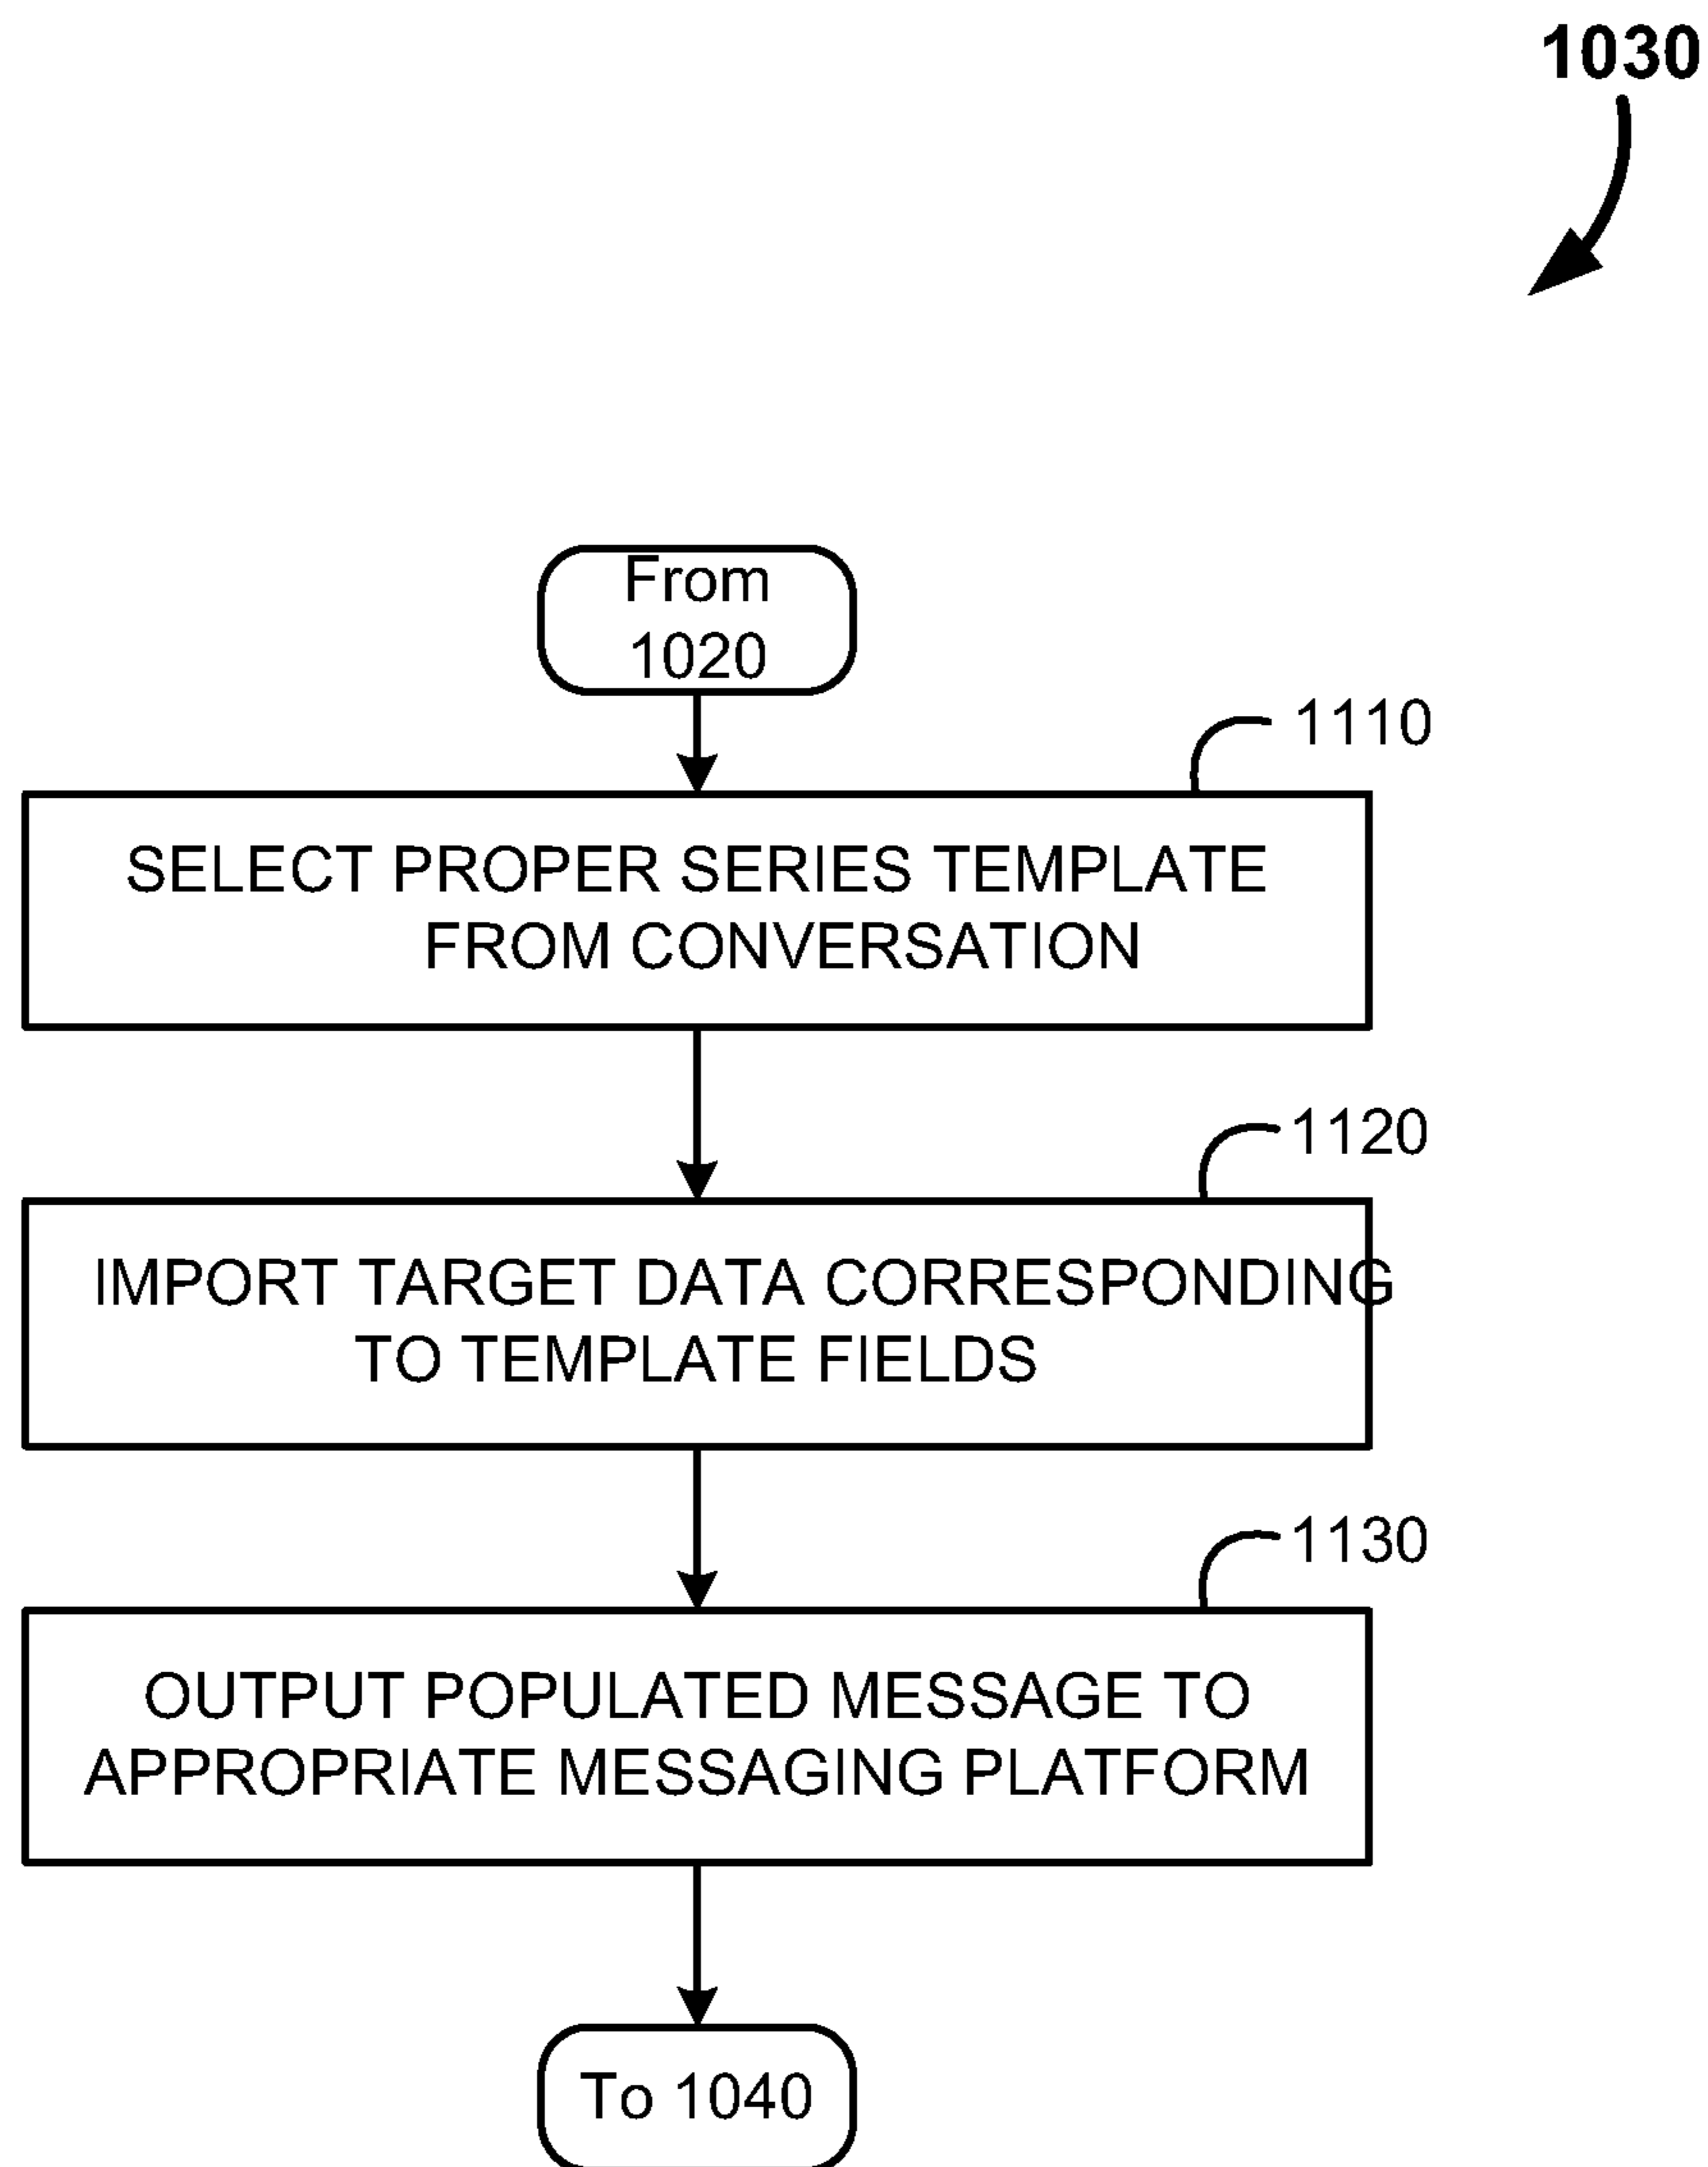 1030
From
1020
1110
SELECT PROPER SERIES TEMPLATE
FROM CONVERSATION
1120
IMPORT TARGET DATA CORRESPONDING
TO TEMPLATE FIELDS
1130
OUTPUT POPULATED MESSAGE TO
APPROPRIATE MESSAGING PLATFORM
To 1040